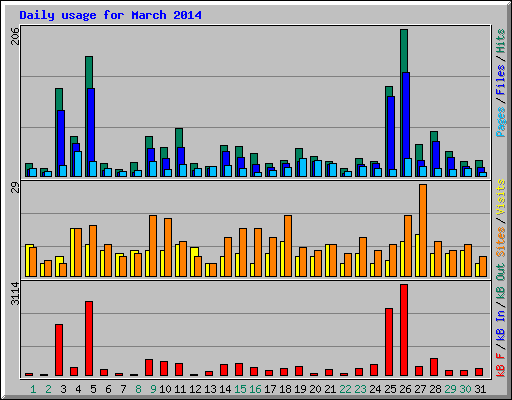 Daily usage for March 2014
206
29
3114
Pages / Files / Hits
Sites / Visits
kB F / kB In / kB Out
1 2 3 4 5 6 7 8 9 10 11 12 13 14 15 16 17 18 19 20 21 22 23 24 25 26 27 28 29 30 31